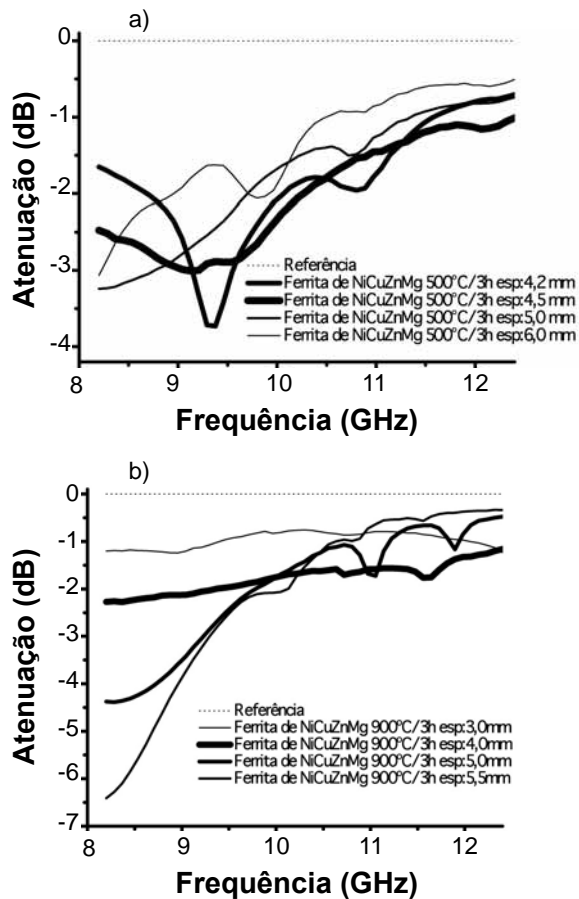 a)
0
-1
-2
-3
-4
Atenuação (dB)
Referência
Ferrita de NiCuZnMg 500°C/3h esp:4,2 mm
Ferrita de NiCuZnMg 500°C/3h esp:4,5 mm
Ferrita de NiCuZnMg 500°C/3h esp:5,0 mm
Ferrita de NiCuZnMg 500°C/3h esp:6,0 mm
8 9 10 11 12
Frequência (GHz)
b)
0
-1
-2
-3
-4
-5
-6
-7
Atenuação (dB)
Referência
Ferrita de NiCuZnMg 900°C/3h esp:3,0mm
Ferrita de NiCuZnMg 900°C/3h esp:4,0mm
Ferrita de NiCuZnMg 900°C/3h esp:5,0mm
Ferrita de NiCuZnMg 900°C/3h esp:5,5mm
8 9 10 11 12
Frequência (GHz)